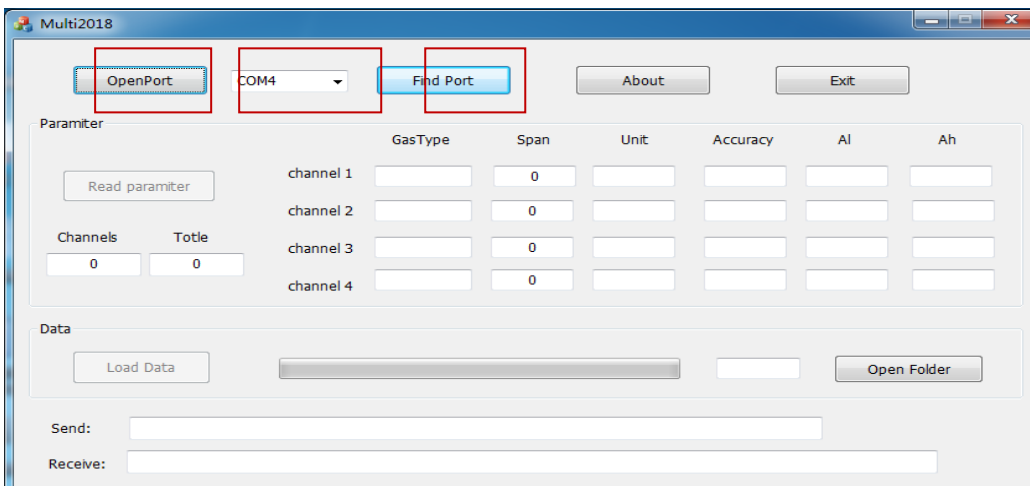 Multi2018
OpenPort COM4 Find Port About Exit
Paramiter
GasType Span Unit Accuracy Al Ah
Read paramiter
channel 1 0
channel 2 0
Channels Totle
channel 3 0
0 0
channel 4 0
Data
Load Data Open Folder
Send:
Receive: